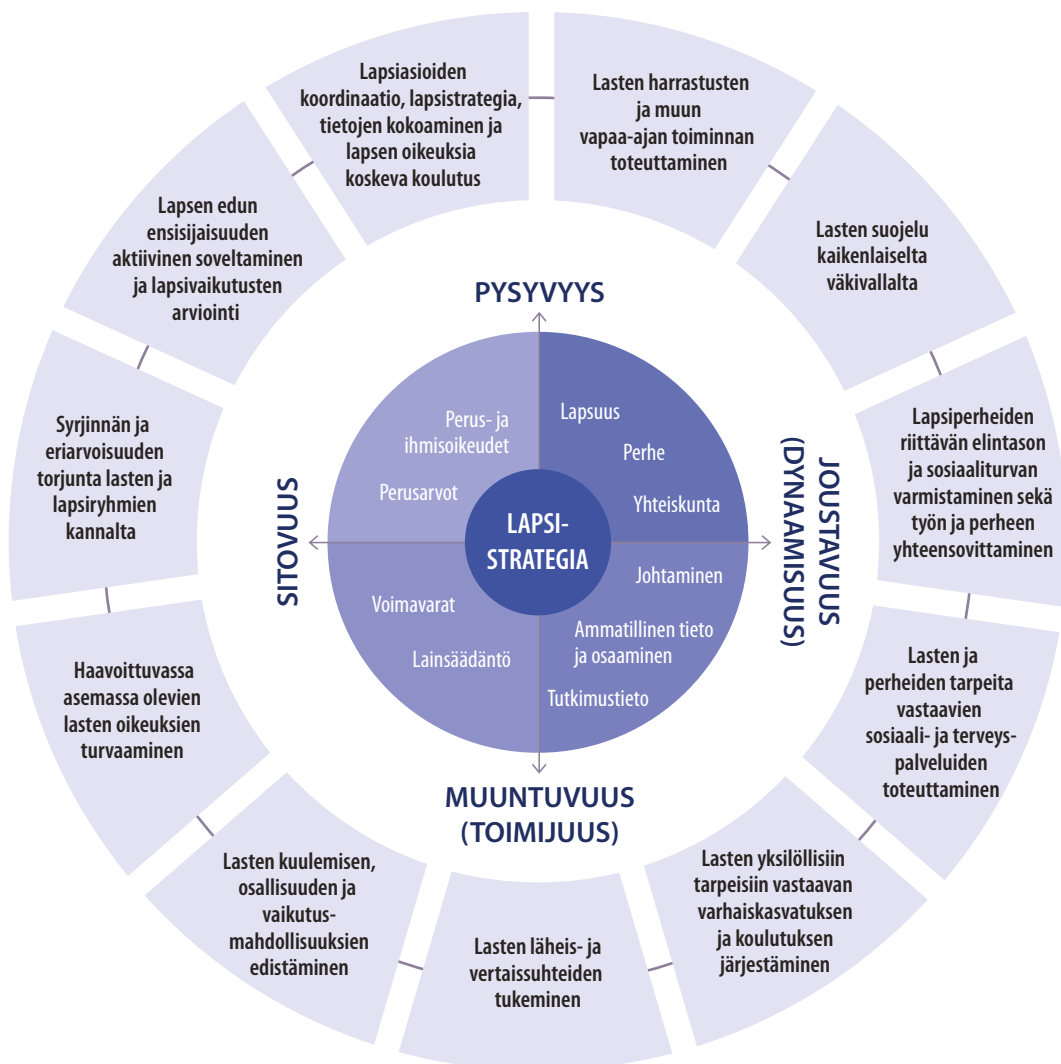 Lapsiasioiden
koordinaatio, lapsistrategia,
tietojen kokoaminen ja
lapsen oikeuksia
koskeva koulutus
Lasten harrastusten
ja muun
vapaa-ajan toiminnan
toteuttaminen
Lasten suojelu
kaikenlaiselta
väkivallalta
Lapsiperheiden
riittävän elintason
ja sosiaaliturvan
varmistaminen sekä
työn ja perheen
yhteensovittaminen
Lasten ja
perheiden tarpeita
vastaavien
sosiaali- ja terveys-
palveluiden
toteuttaminen
Lasten yksilöllisiin
tarpeisiin vastaavan
varhaiskasvatuksen
ja koulutuksen
järjestäminen
Lasten läheis- ja
vertaissuhteiden
tukeminen
Lasten kuulemisen,
osallisuuden ja
vaikutus-
mahdollisuuksien
edistäminen
Haavoittuvassa
asemassa olevien
lasten oikeuksien
turvaaminen
Syrjinnän ja
eriarvoisuuden
torjunta lasten ja
lapsiryhmien
kannalta
Lapsen edun
ensisijaisuuden
aktiivinen soveltaminen
ja lapsivaikutusten
arviointi
PYSYVYYS
JOUSTAVUUS
(DYNAAMISUUS)
MUUNTUVUUS
(TOIMIJUUS)
SITOVUUS
Perus- ja
ihmisoikeudet
Perusarvot
Lapsuus
Perhe
Yhteiskunta
LAPSI-
STRATEGIA
Voimavarat
Lainsäädäntö
Johtaminen
Ammatillinen tieto
ja osaaminen
Tutkimustieto